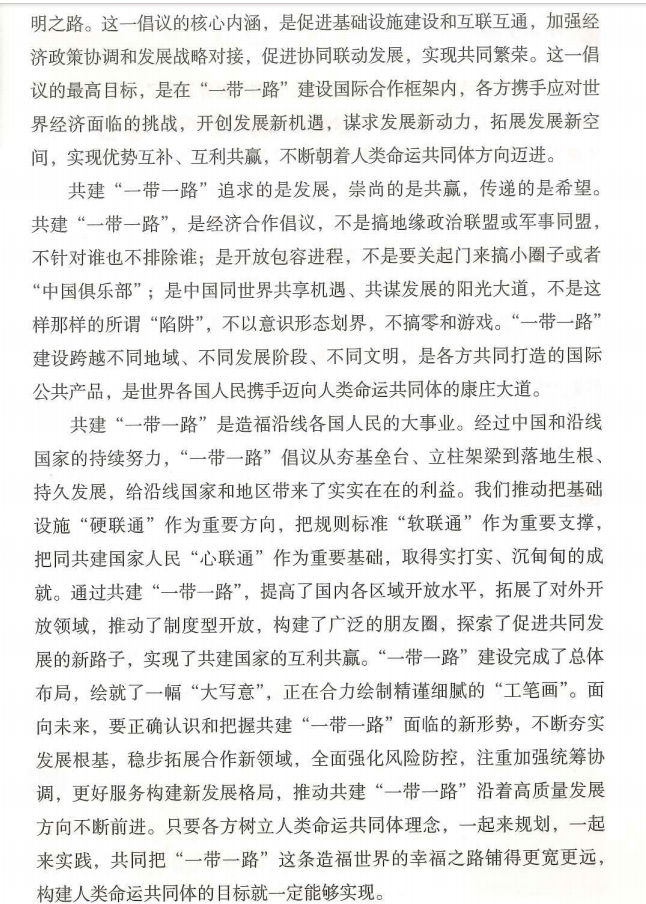 明之路。这一倡议的核心内涵，是促进基础设施建设和互联互通，加强经
济政策协调和发展战略对接，促进协同联动发展，实现共同繁荣。这一倡
议的最高目标，是在“一带一路”建设国际合作框架内，各方携手应对世
界经济面临的挑战，开创发展新机遇，谋求发展新动力，拓展发展新空
间，实现优势互补、互利共赢，不断朝着人类命运共同体方向迈进。
共建“一带一路”追求的是发展，崇尚的是共赢，传递的是希望。
共建“一带一路”，是经济合作倡议，不是搞地缘政治联盟或军事同盟，
不针对谁也不排除谁；是开放包容进程，不是要关起门来搞小圈子或者
“中国俱乐部”；是中国同世界共享机遇、共谋发展的阳光大道，不是这
样那样的所谓“陷阱”，不以意识形态划界，不搞零和游戏。“一带一路”
建设跨越不同地域、不同发展阶段、不同文明，是各方共同打造的国际
公共产品，是世界各国人民携手迈向人类命运共同体的康庄大道。
共建“一带一路”是造福沿线各国人民的大事业。经过中国和沿线
国家的持续努力，“一带一路”倡议从夯基垒台、立柱架梁到落地生根、
持久发展，给沿线国家和地区带来了实实在在的利益。我们推动把基础
设施“硬联通”作为重要方向，把规则标准“软联通”作为重要支撑，
把同共建国家人民“心联通”作为重要基础，取得实打实、沉甸甸的成
就。通过共建“一带一路”，提高了国内各区域开放水平，拓展了对外开
放领域，推动了制度型开放，构建了广泛的朋友圈，探索了促进共同发
展的新路子，实现了共建国家的互利共赢。“一带一路”建设完成了总体
布局，绘就了一幅“大写意”，正在合力绘制精谨细腻的“工笔画”。面
向未来，要正确认识和把握共建“一带一路”面临的新形势，不断夯实
发展根基，稳步拓展合作新领域，全面强化风险防控，注重加强统筹协
调，更好服务构建新发展格局，推动共建“一带一路”沿着高质量发展
方向不断前进。只要各方树立人类命运共同体理念，一起来规划，一起
来实践，共同把“一带一路”这条造福世界的幸福之路铺得更宽更远，
构建人类命运共同体的目标就一定能够实现。